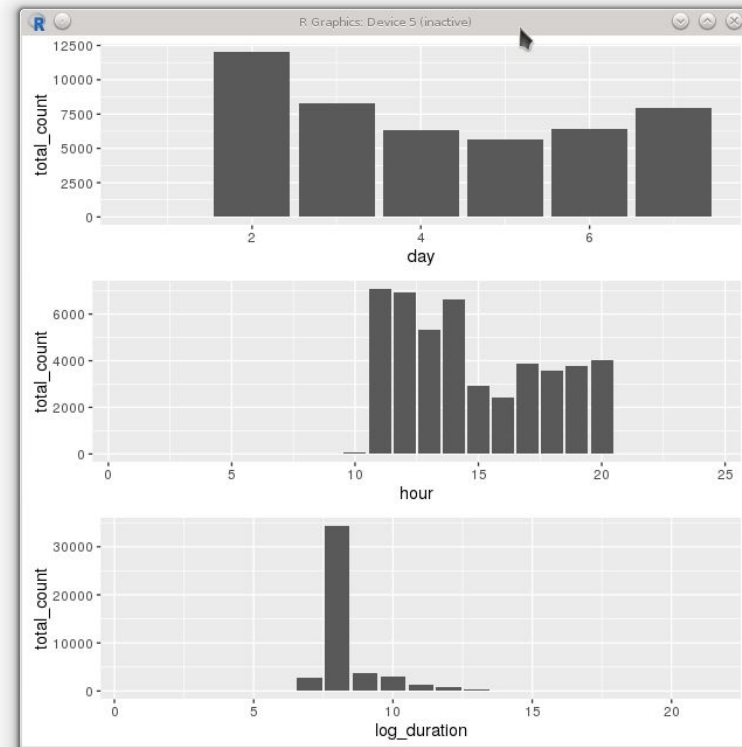 R Graphics: Device 5 (inactive)
12500
10000
7500
5000
2500
0
total_count
2 4 6
day
6000
4000
2000
0
total_count
0 5 10 15 20 25
hour
30000
20000
10000
0
total_count
0 5 10 15 20
log_duration